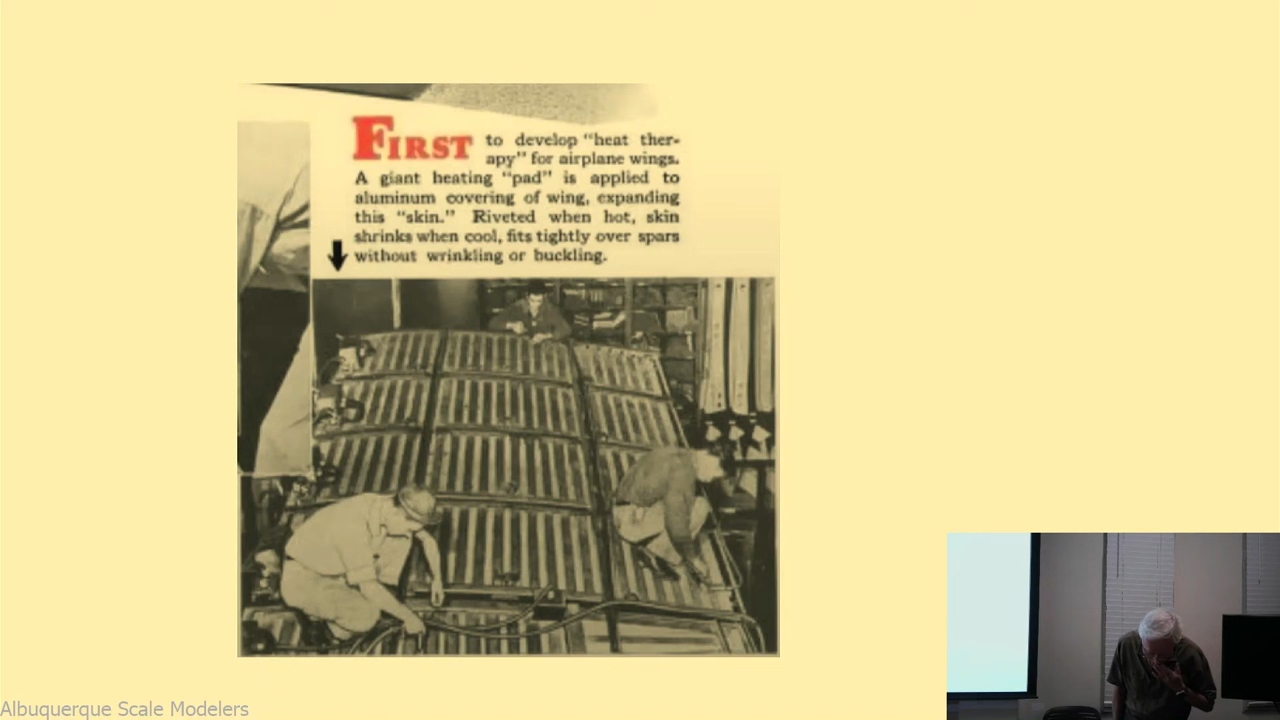 FIRST to develop "heat ther-
apy" for airplane wings.
A giant heating "pad" is applied to
aluminum covering of wing, expanding
this "skin." Riveted when hot, skin
shrinks when cool, fits tightly over spars
without wrinkling or buckling.
Albuquerque Scale Modelers